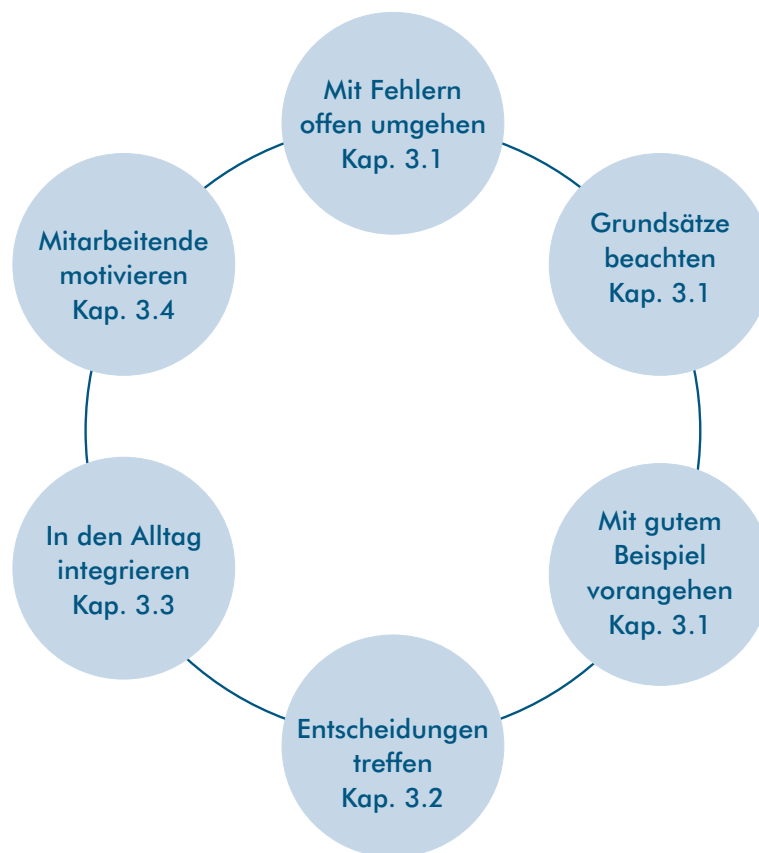 Mit Fehlern
offen umgehen
Kap. 3.1
Grundsätze
beachten
Kap. 3.1
Mit gutem
Beispiel
vorangehen
Kap. 3.1
Entscheidungen
treffen
Kap. 3.2
In den Alltag
integrieren
Kap. 3.3
Mitarbeitende
motivieren
Kap. 3.4